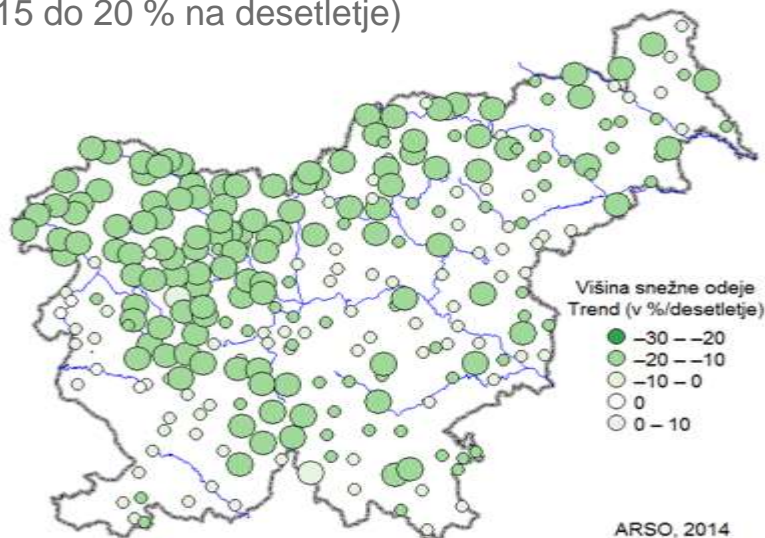 15 do 20 % na desetletje)
Višina snežne odeje
Trend (v %/desetletje)
–30 – –20
–20 – –10
–10 – 0
0
0 – 10
ARSO, 2014